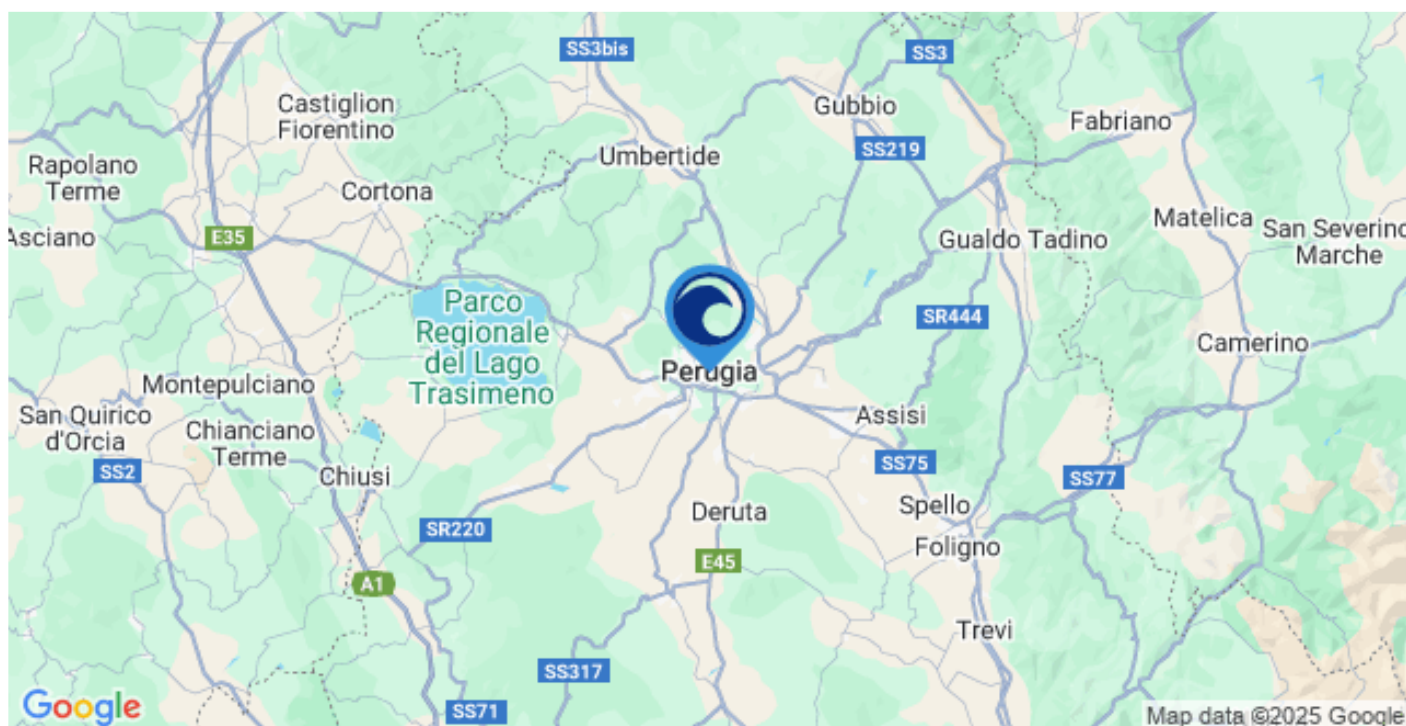 SS3bis
SS3
Castiglion
Fiorentino
Gubbio
Fabriano
Umbertide
SS219
Rapolano
Terme
Cortona
Matelica
Asciano
E35
Gualdo Tadino
San Severino
Marche
Parco
Regionale
del Lago
Trasimeno
SR444
Camerino
Perugia
Montepulciano
San Quirico
d'Orcia
Assisi
Chianciano
Terme
SS2
Chiusi
SS75
SS77
Spello
Deruta
SR220
Foligno
E45
A1
Trevi
SS317
SS71
Google
Map data ©2025 Google